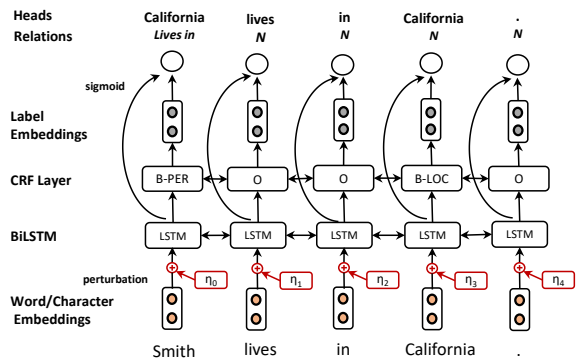 Heads California lives in California .
Relations Lives in N N N N
sigmoid
Label
Embeddings
CRF Layer B-PER O O B-LOC O
BiLSTM LSTM LSTM LSTM LSTM LSTM
perturbation η0 η1 η2 η3 η4
Word/Character
Embeddings
Smith lives in California .